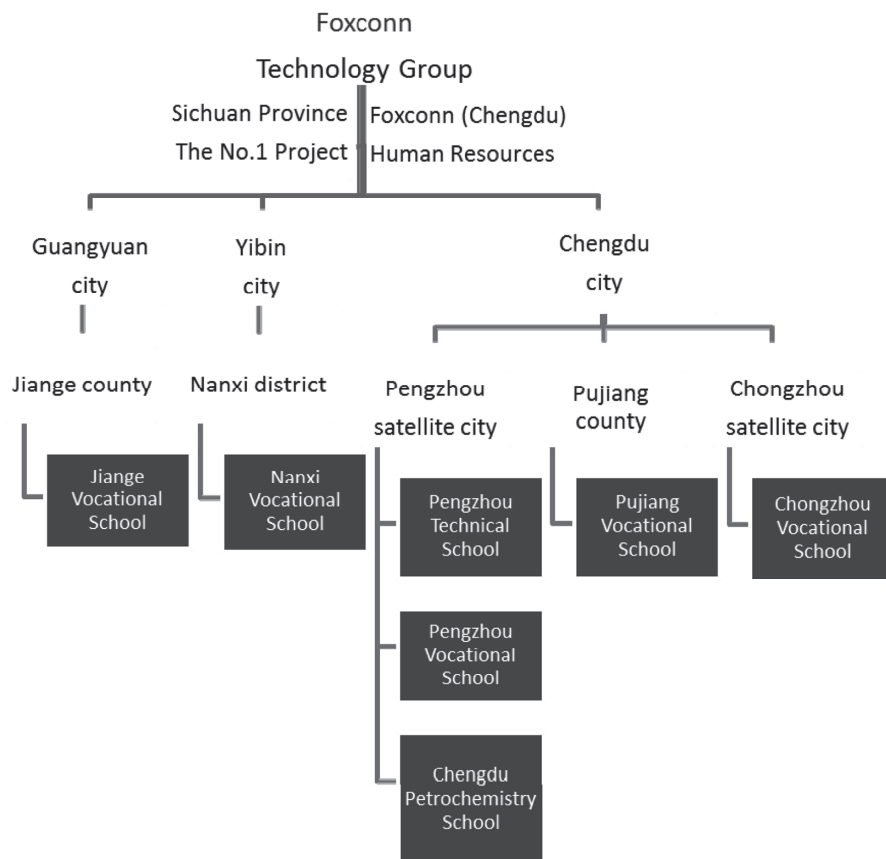 Foxconn
Technology Group
Sichuan Province
Foxconn (Chengdu)
The No.1 Project
Human Resources
Guangyuan
city
Yibin
city
Chengdu
city
Jiange county
Nanxi district
Pengzhou
satellite city
Pujiang
county
Chongzhou
satellite city
Jiange
Vocational
School
Nanxi
Vocational
School
Pengzhou
Technical
School
Pujiang
Vocational
School
Chongzhou
Vocational
School
Pengzhou
Vocational
School
Chengdu
Petrochemistry
School